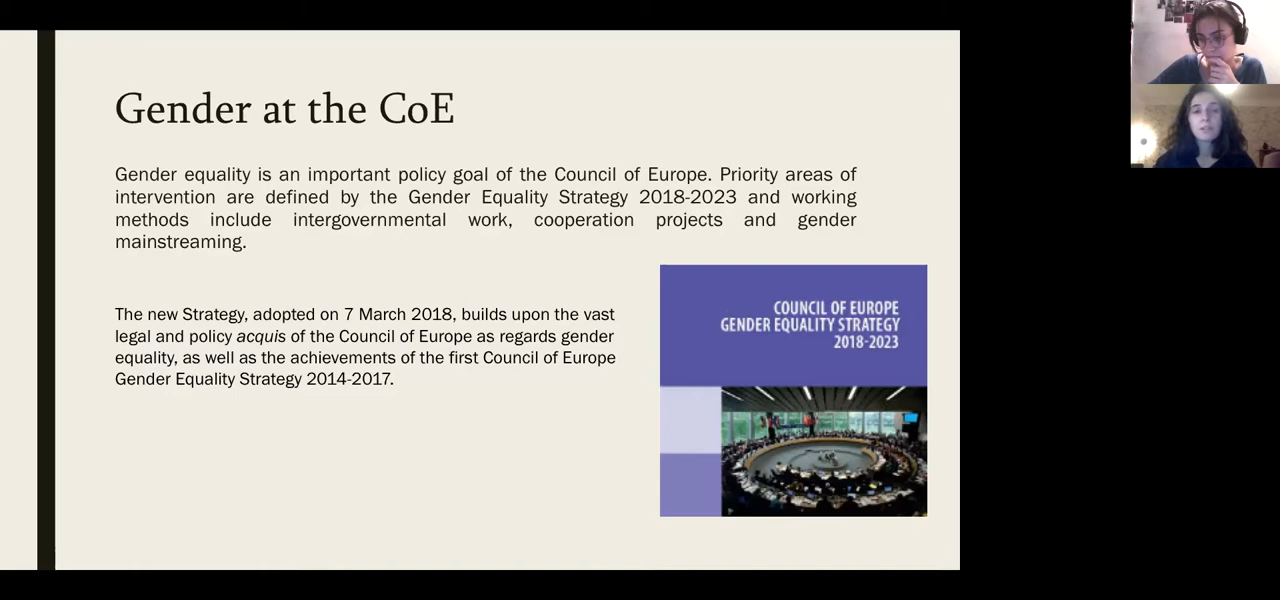 Gender at the CoE
Gender equality is an important policy goal of the Council of Europe. Priority areas of
intervention are defined by the Gender Equality Strategy 2018-2023 and working
methods include intergovernmental work, cooperation projects and gender
mainstreaming.
The new Strategy, adopted on 7 March 2018, builds upon the vast
legal and policy acquis of the Council of Europe as regards gender
equality, as well as the achievements of the first Council of Europe
Gender Equality Strategy 2014-2017.
COUNCIL OF EUROPE
GENDER EQUALITY STRATEGY
2018-2023